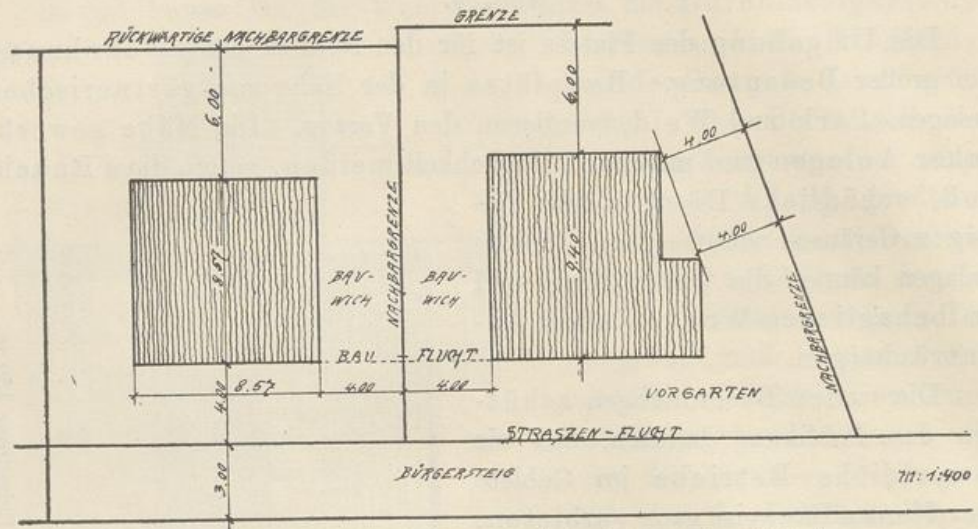 GRENZE
RÜCKWÄRTIGE NACHBARGRENZE
6.00
6.00
4.00
4.00
8.57
9.40
NACHBARGRENZE
BAU-
WICH
BAU-
WICH
NACHBARGRENZE
BAU-FLUCHT
8.57
4.00
4.00
4.00
VORGARTEN
STRASZEN-FLUCHT
BÜRGERSTEIG
3.00
M: 1:400